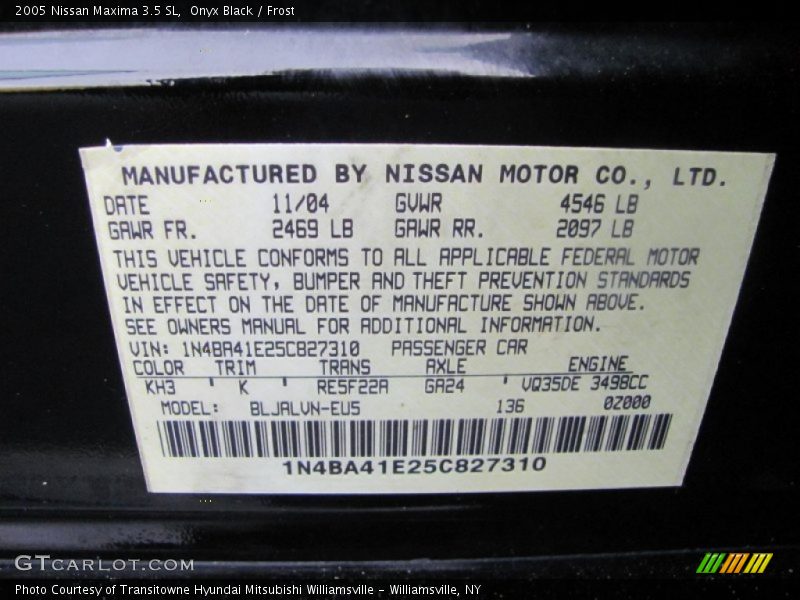 2005 Nissan Maxima 3.5 SL,  Onyx Black / Frost
MANUFACTURED BY NISSAN MOTOR CO., LTD.
DATE 11/04 GVWR 4546 LB
GAWR FR. 2469 LB GAWR RR. 2097 LB
THIS VEHICLE CONFORMS TO ALL APPLICABLE FEDERAL MOTOR
VEHICLE SAFETY, BUMPER AND THEFT PREVENTION STANDARDS
IN EFFECT ON THE DATE OF MANUFACTURE SHOWN ABOVE.
SEE OWNERS MANUAL FOR ADDITIONAL INFORMATION.
VIN: 1N4BA41E25C827310 PASSENGER CAR
COLOR TRIM TRANS AXLE ENGINE
KH3 ' K ' RE5F22A GA24 ' VQ35DE 3498CC
MODEL: BLJALVN-EU5 136 0Z000
1N4BA41E25C827310
GTCARLOT.COM
Photo Courtesy of Transitowne Hyundai Mitsubishi Williamsville – Williamsville, NY